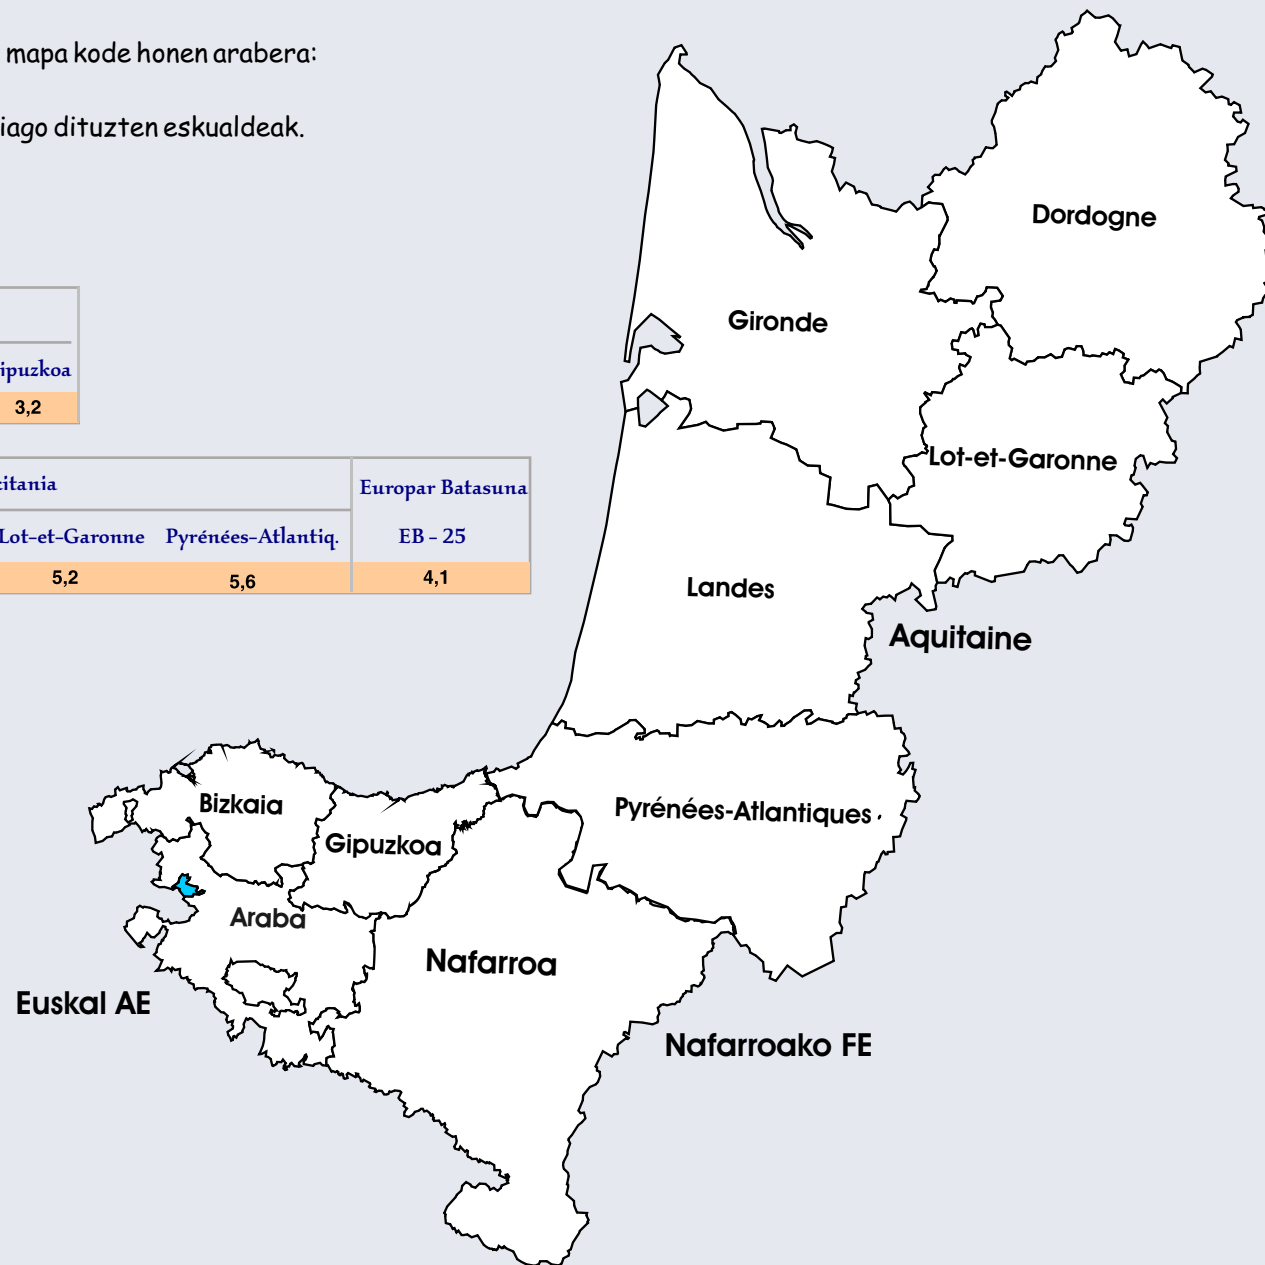 mapa kode honen arabera:
iago dituzten eskualdeak.
ipuzkoa
3,2
citania
Europar Batasuna
Lot-et-Garonne Pyrénées-Atlantiq. EB - 25
5,2 5,6 4,1
Dordogne
Gironde
Lot-et-Garonne
Landes
Aquitaine
Pyrénées-Atlantiques
Bizkaia
Gipuzkoa
Araba
Nafarroa
Euskal AE
Nafarroako FE